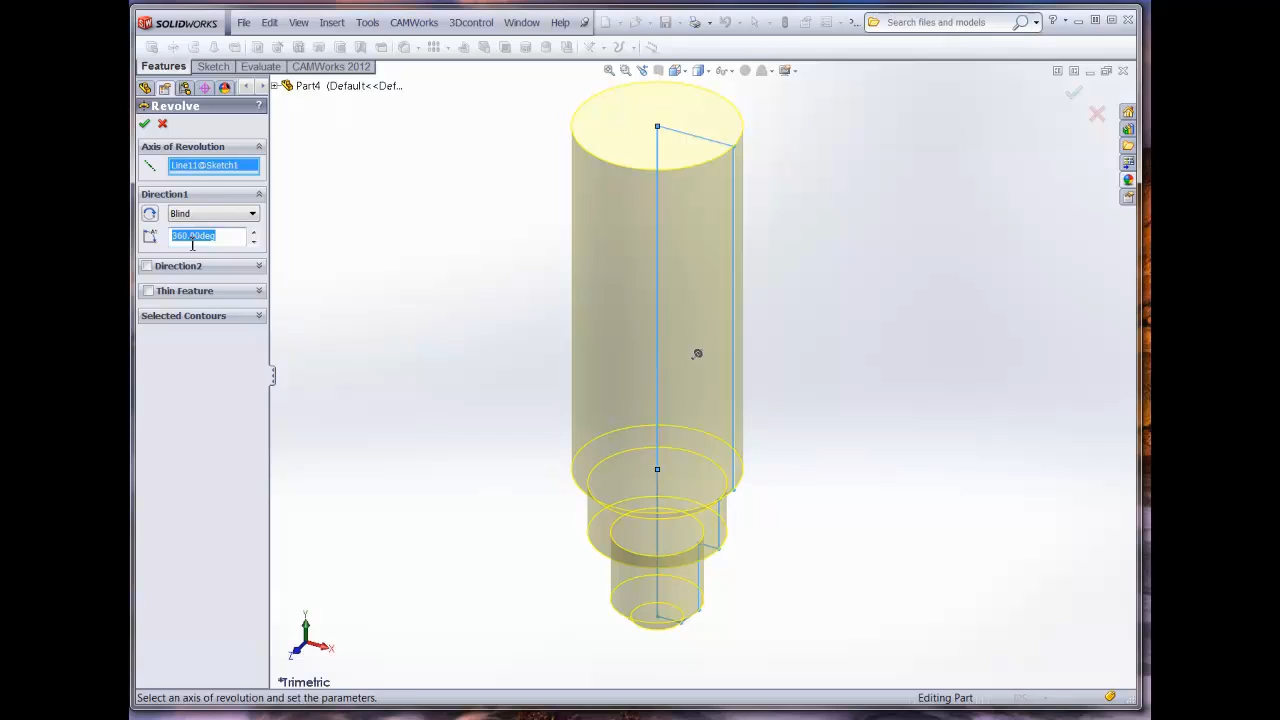 SOLIDWORKS File Edit View Insert Tools CAMWorks 3Dcontrol Window Help Search files and models
Features Sketch Evaluate CAMWorks 2012
Part4 (Default<<Def...
Revolve ?
Axis of Revolution
Line11@Sketch1
Direction1
Blind
360.00deg
Direction2
Thin Feature
Selected Contours
Y
X
Z
*Trimetric
Select an axis of revolution and set the parameters. Editing Part